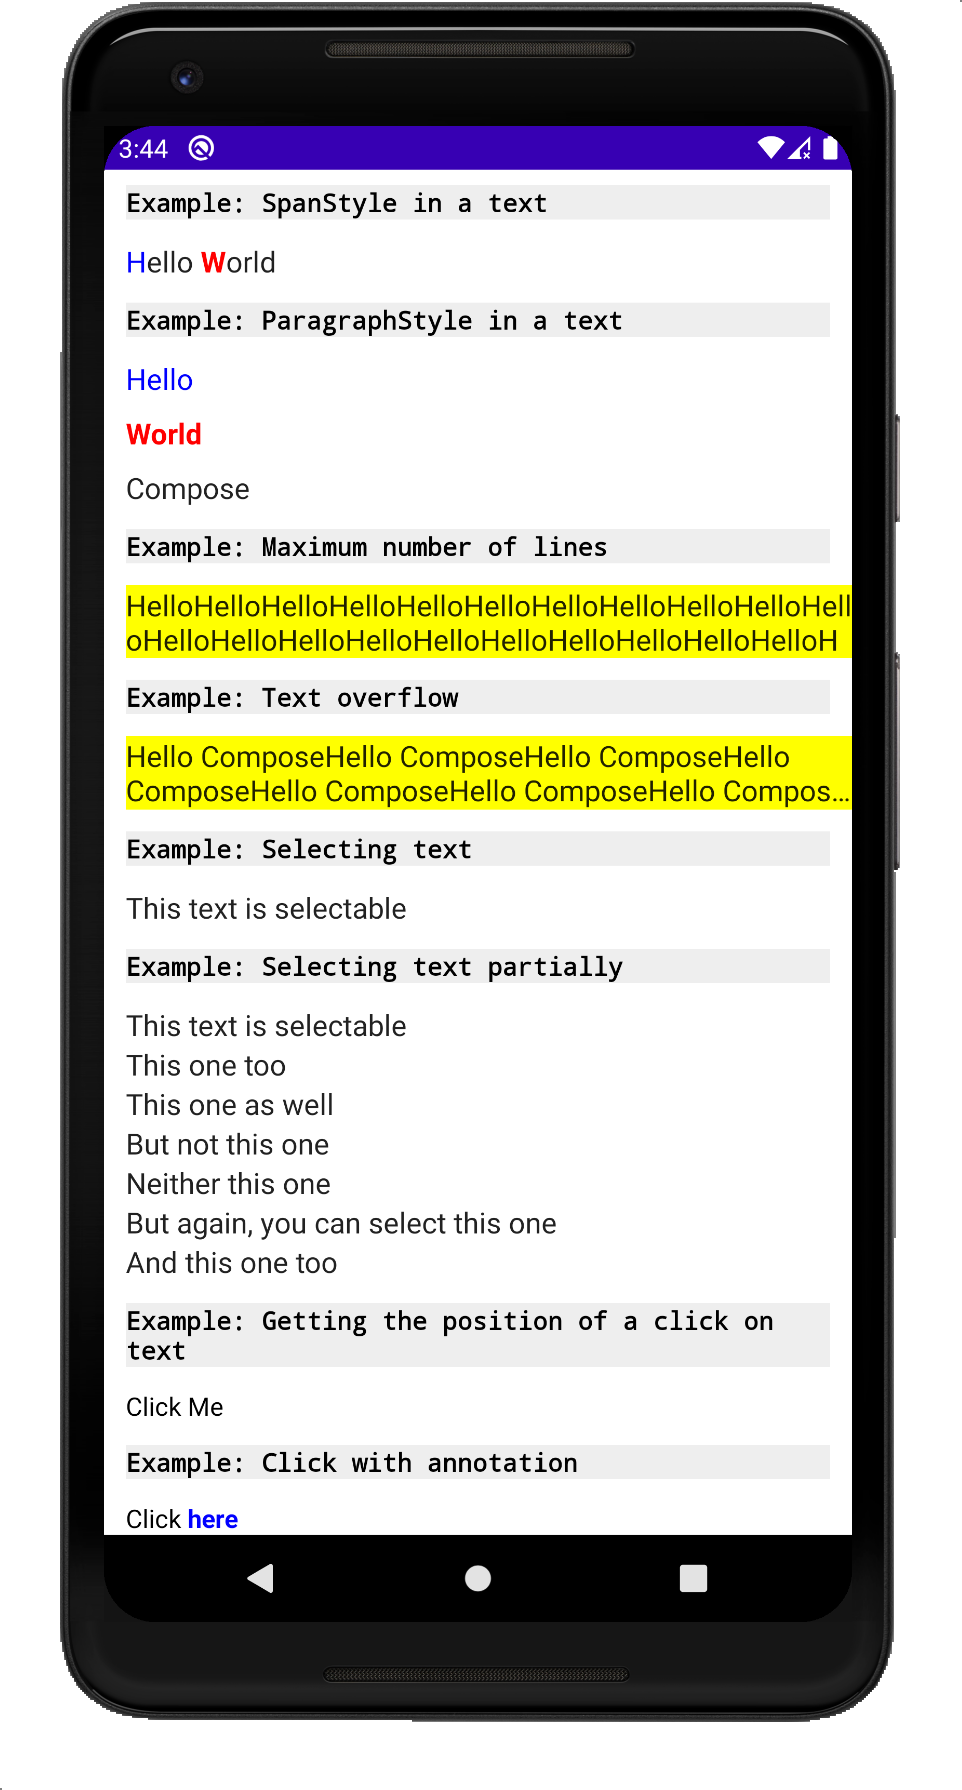 3:44
Example: SpanStyle in a text
Hello World
Example: ParagraphStyle in a text
Hello
World
Compose
Example: Maximum number of lines
HelloHelloHelloHelloHelloHelloHelloHelloHelloHelloHell
oHelloHelloHelloHelloHelloHelloHelloHelloHelloHelloH
Example: Text overflow
Hello ComposeHello ComposeHello ComposeHello
ComposeHello ComposeHello ComposeHello Compos…
Example: Selecting text
This text is selectable
Example: Selecting text partially
This text is selectable
This one too
This one as well
But not this one
Neither this one
But again, you can select this one
And this one too
Example: Getting the position of a click on
text
Click Me
Example: Click with annotation
Click here